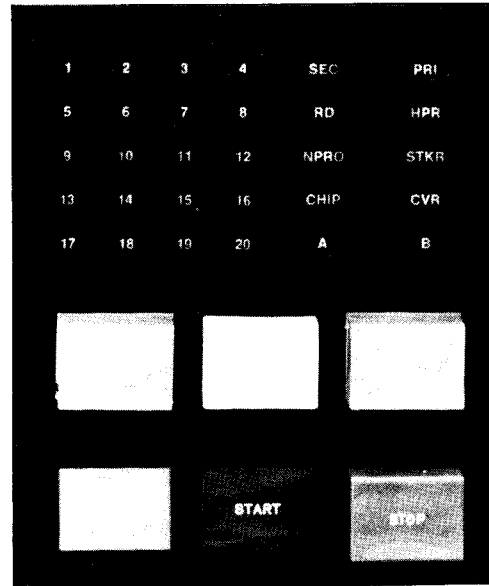 1 2 3 4 SEC PRI
5 6 7 8 RD HPR
9 10 11 12 NPRO STKR
13 14 15 16 CHIP CVR
17 18 19 20 A B
START STOP